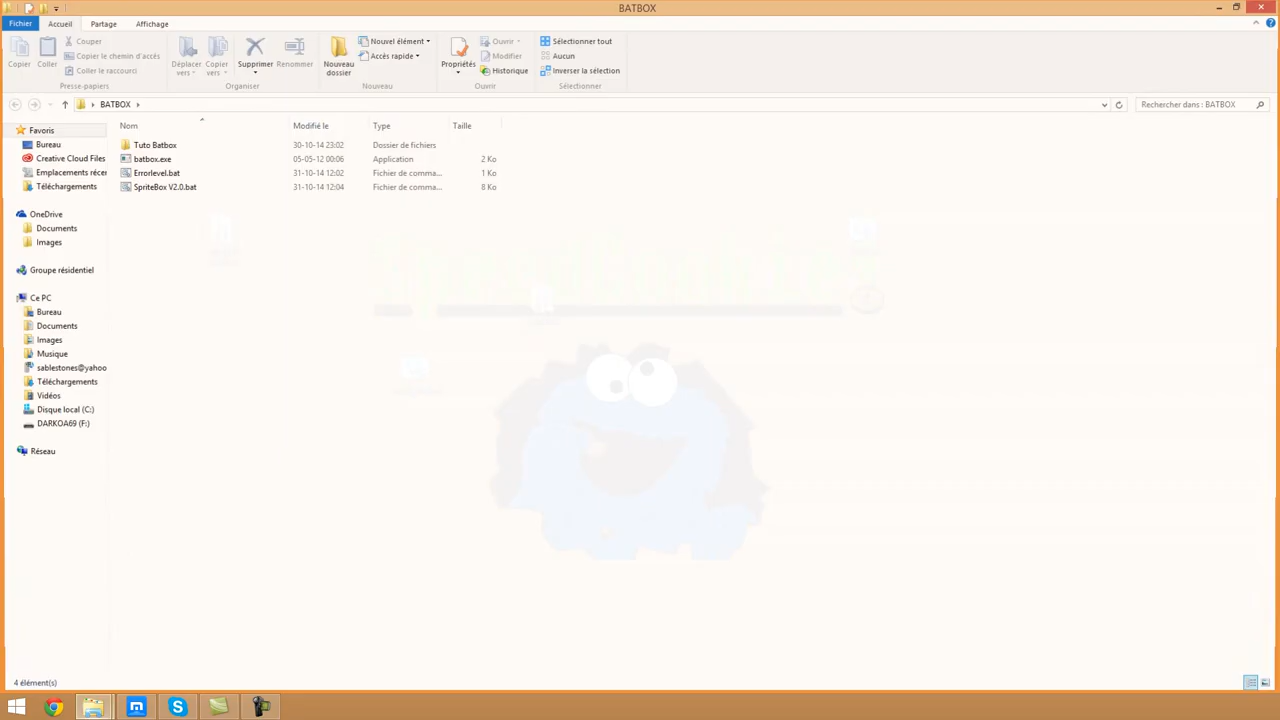 BATBOX
Fichier Accueil Partage Affichage
Copier
Coller
Couper
Copier le chemin d'accès
Coller le raccourci
Presse-papiers
Déplacer vers
Copier vers
Supprimer
Renommer
Organiser
Nouveau dossier
Nouvel élément
Accès rapide
Nouveau
Propriétés
Ouvrir
Modifier
Historique
Ouvrir
Sélectionner tout
Aucun
Inverser la sélection
Sélectionner
BATBOX
Rechercher dans : BATBOX
Nom Modifié le Type Taille
Tuto Batbox 30-10-14 23:02 Dossier de fichiers
batbox.exe 05-05-12 00:06 Application 2 Ko
Errorlevel.bat 31-10-14 12:02 Fichier de comma... 1 Ko
SpriteBox V2.0.bat 31-10-14 12:04 Fichier de comma... 8 Ko
Favoris
Bureau
Creative Cloud Files
Emplacements récen
Téléchargements
OneDrive
Documents
Images
Groupe résidentiel
Ce PC
Bureau
Documents
Images
Musique
sablestones@yahoo
Téléchargements
Vidéos
Disque local (C:)
DARKOA69 (F:)
Réseau
4 élément(s)